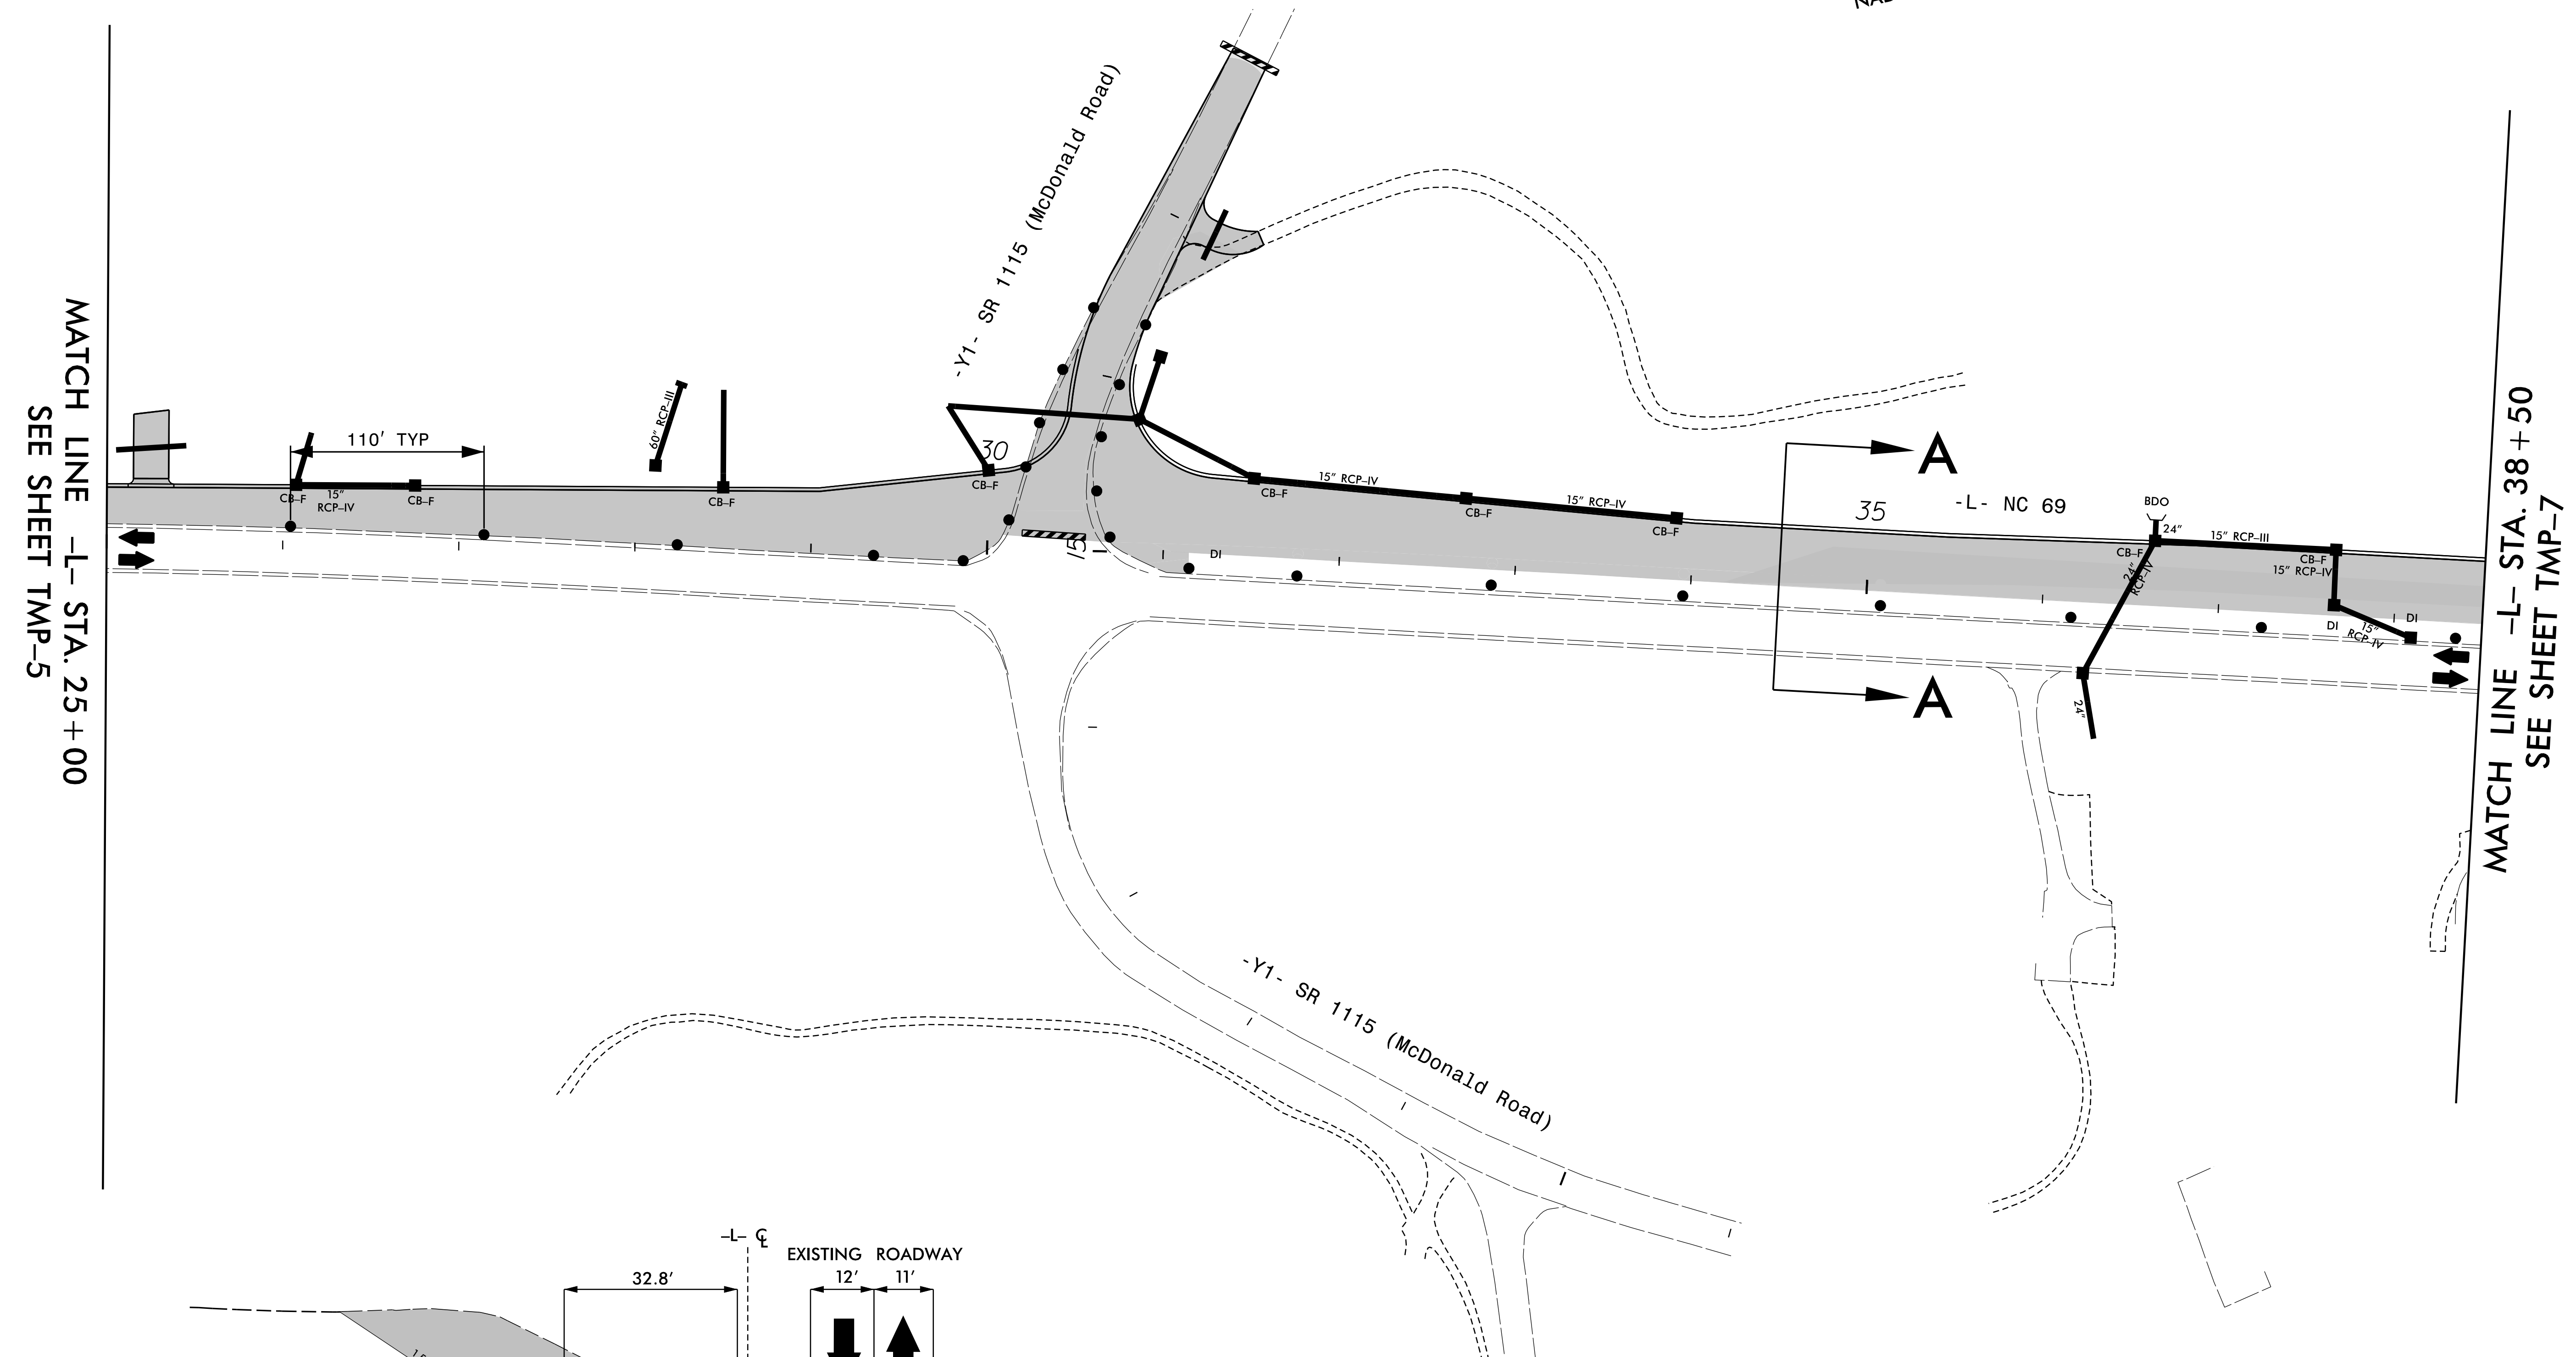 NAD
-Y1- SR 1115 (McDonald Road)
MATCH LINE –L– STA. 25+00
SEE SHEET TMP–5
110' TYP
CB–F
15"
RCP–IV
CB–F
60" RCP–III
CB–F
30
CB–F
15
DI
CB–F
15" RCP–IV
CB–F
15" RCP–IV
CB–F
A
A
35
-L- NC 69
BDO
24"
CB–F
15" RCP–III
24"
RCP–IV
CB–F
15" RCP–IV
DI
DI
15"
RCP–IV
24"
MATCH LINE –L– STA. 38+50
SEE SHEET TMP–7
-Y1- SR 1115 (McDonald Road)
–L– ℄
EXISTING ROADWAY
32.8'
12'
11'